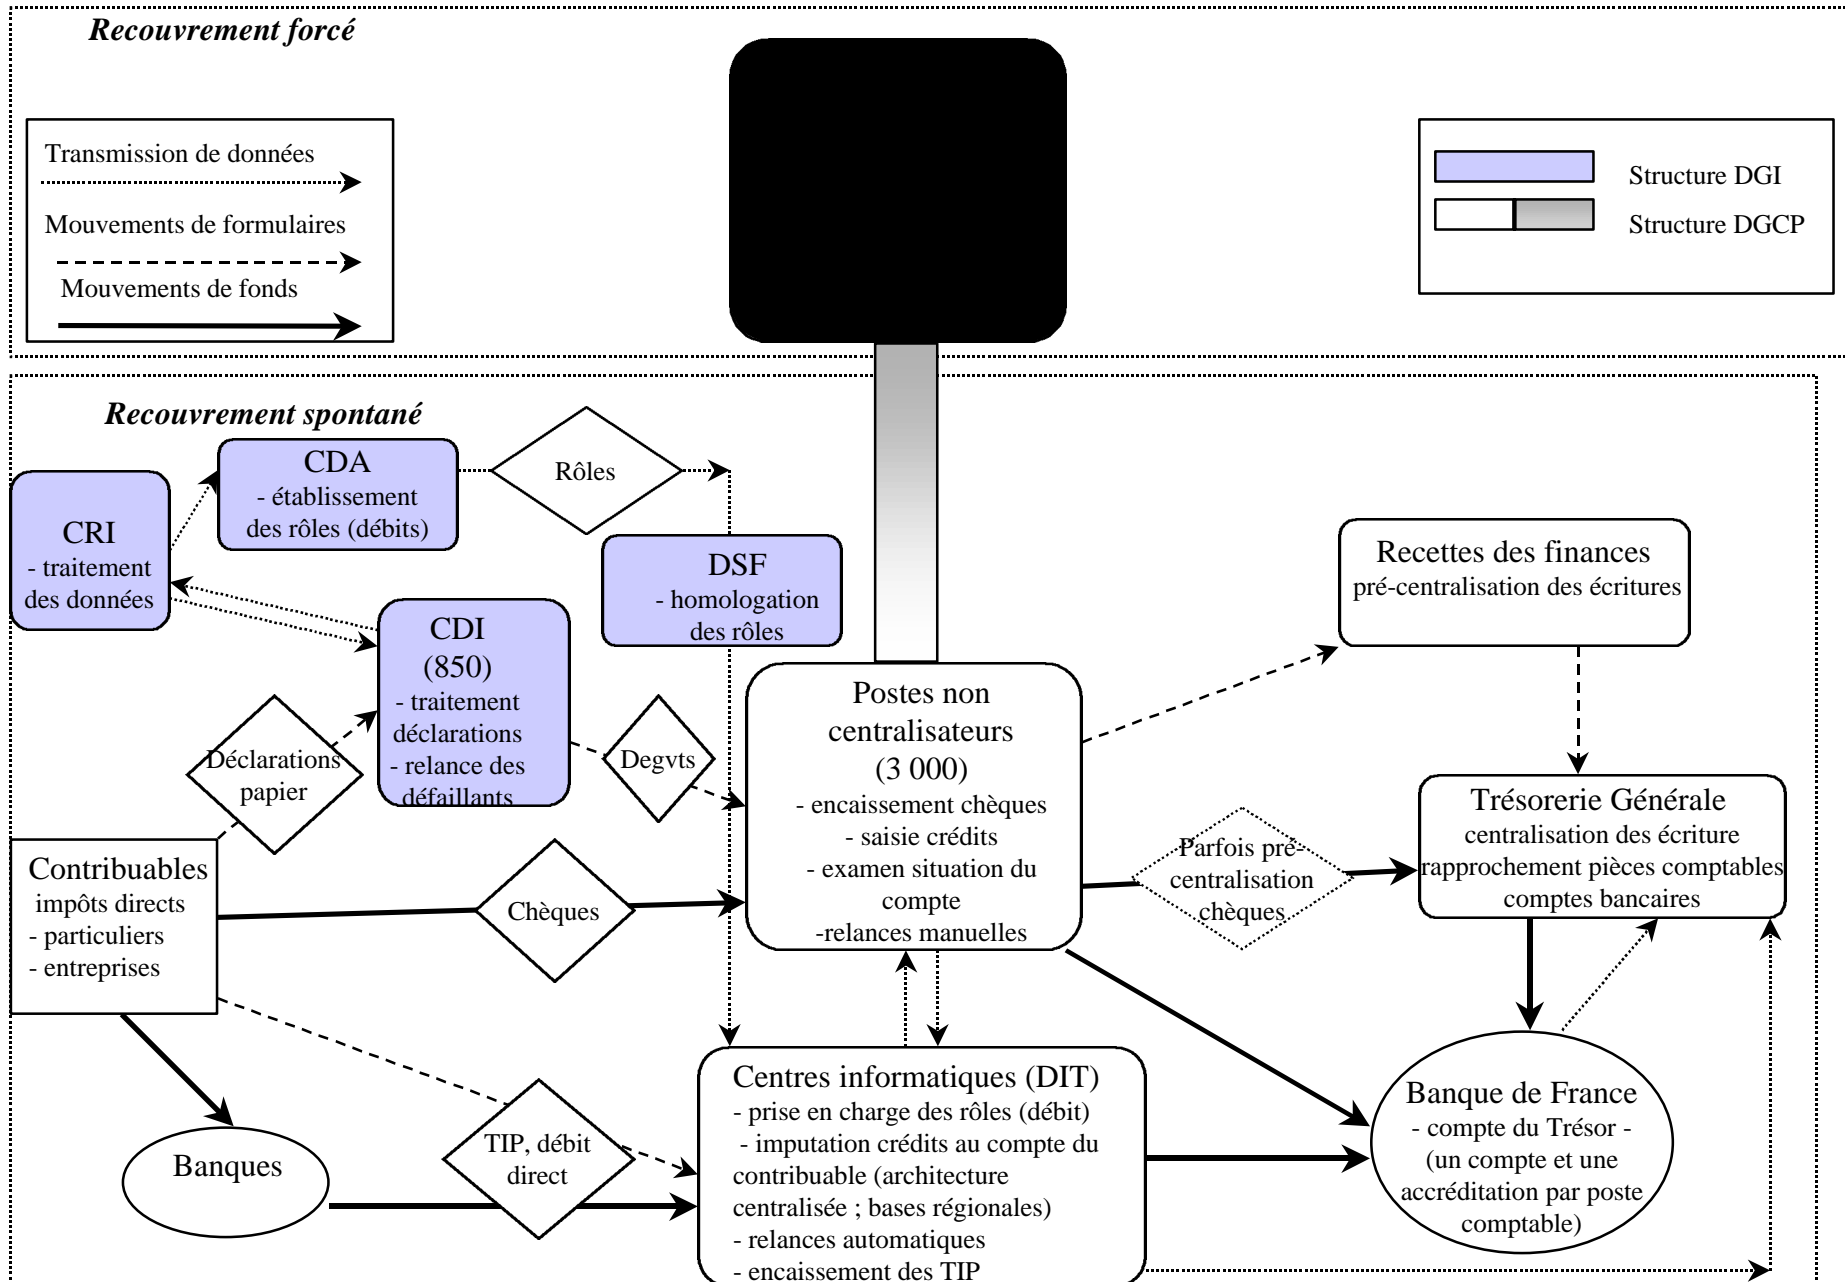 Recouvrement forcé
Transmission de données
Mouvements de formulaires
Mouvements de fonds
Structure DGI
Structure DGCP
Recouvrement spontané
CRI
- traitement
des données
CDA
- établissement
des rôles (débits)
Rôles
DSF
- homologation
des rôles
CDI
(850)
- traitement
déclarations
- relance des
défaillants
Déclarations
papier
Degvts
Contribuables
impôts directs
- particuliers
- entreprises
Chèques
Postes non
centralisateurs
(3 000)
- encaissement chèques
- saisie crédits
- examen situation du
compte
-relances manuelles
Recettes des finances
pré-centralisation des écritures
Parfois pré-
centralisation
chèques
Trésorerie Générale
centralisation des écriture
rapprochement pièces comptables
comptes bancaires
Banques
TIP, débit
direct
Centres informatiques (DIT)
- prise en charge des rôles (débit)
- imputation crédits au compte du
contribuable (architecture
centralisée ; bases régionales)
- relances automatiques
- encaissement des TIP
Banque de France
- compte du Trésor -
(un compte et une
accréditation par poste
comptable)